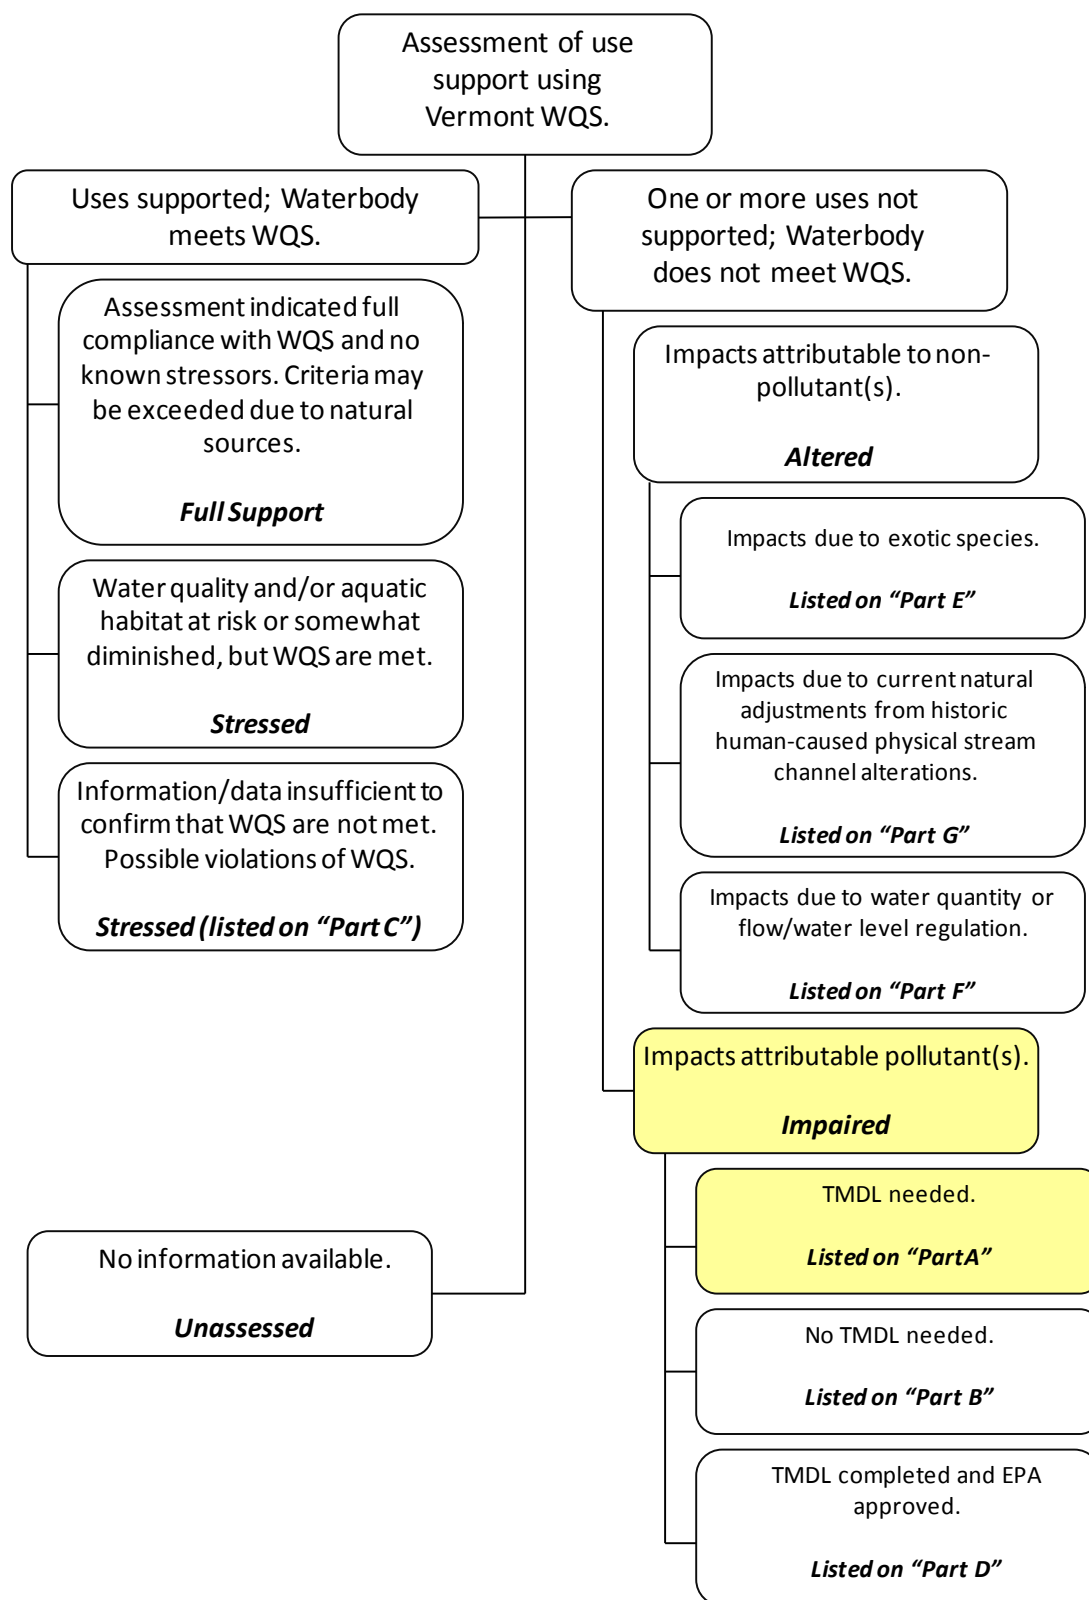 Assessment of use
support using
Vermont WQS.
Uses supported; Waterbody
meets WQS.
Assessment indicated full
compliance with WQS and no
known stressors. Criteria may
be exceeded due to natural
sources.
Full Support
Water quality and/or aquatic
habitat at risk or somewhat
diminished, but WQS are met.
Stressed
Information/data insufficient to
confirm that WQS are not met.
Possible violations of WQS.
Stressed (listed on “Part C”)
No information available.
Unassessed
One or more uses not
supported; Waterbody
does not meet WQS.
Impacts attributable to non-
pollutant(s).
Altered
Impacts due to exotic species.
Listed on “Part E”
Impacts due to current natural
adjustments from historic
human-caused physical stream
channel alterations.
Listed on “Part G”
Impacts due to water quantity or
flow/water level regulation.
Listed on “Part F”
Impacts attributable pollutant(s).
Impaired
TMDL needed.
Listed on “Part A”
No TMDL needed.
Listed on “Part B”
TMDL completed and EPA
approved.
Listed on “Part D”